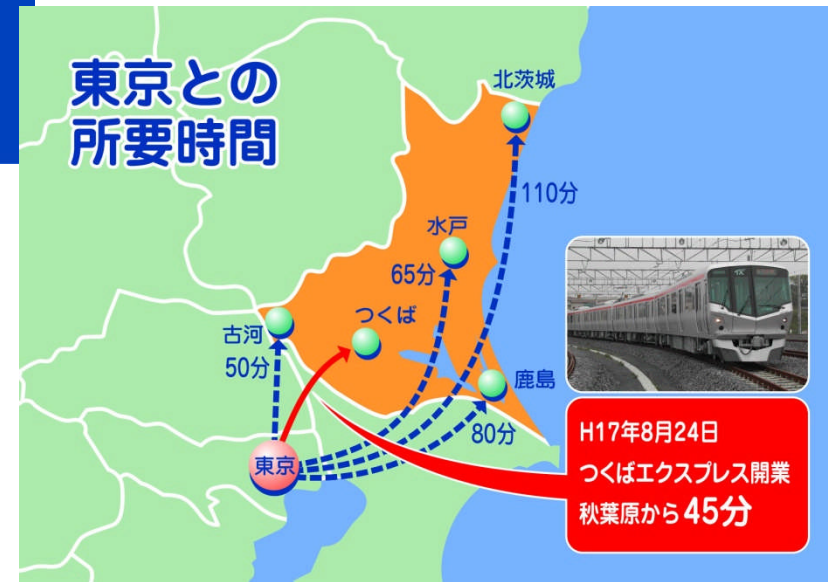 東京との
所要時間
北茨城
110分
水戸
65分
つくば
古河
50分
鹿島
80分
東京
H17年8月24日
つくばエクスプレス開業
秋葉原から45分